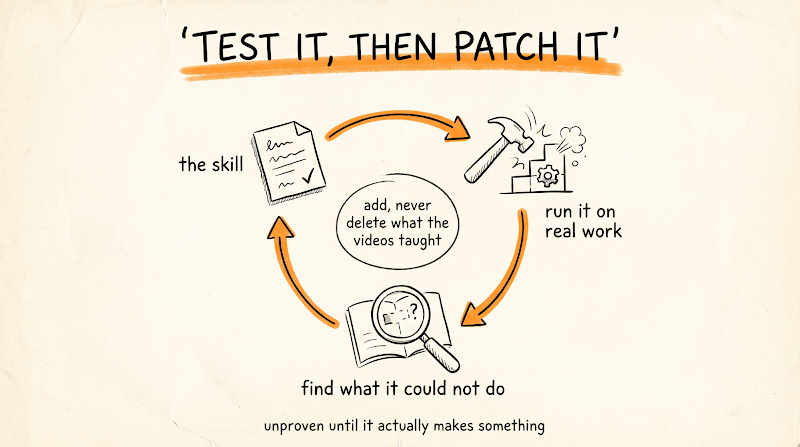 ‘TEST IT, THEN PATCH IT’
the skill
add, never
delete what the
videos taught
run it on
real work
?
find what it could not do
unproven until it actually makes something